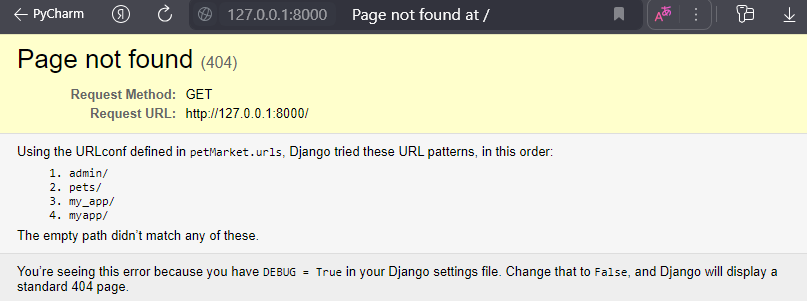 PyCharm 127.0.0.1:8000 Page not found at /
Page not found (404)
Request Method: GET
Request URL: http://127.0.0.1:8000/
Using the URLconf defined in petMarket.urls, Django tried these URL patterns, in this order:
1. admin/
2. pets/
3. my_app/
4. myapp/
The empty path didn’t match any of these.
You’re seeing this error because you have DEBUG = True in your Django settings file. Change that to False, and Django will display a
standard 404 page.